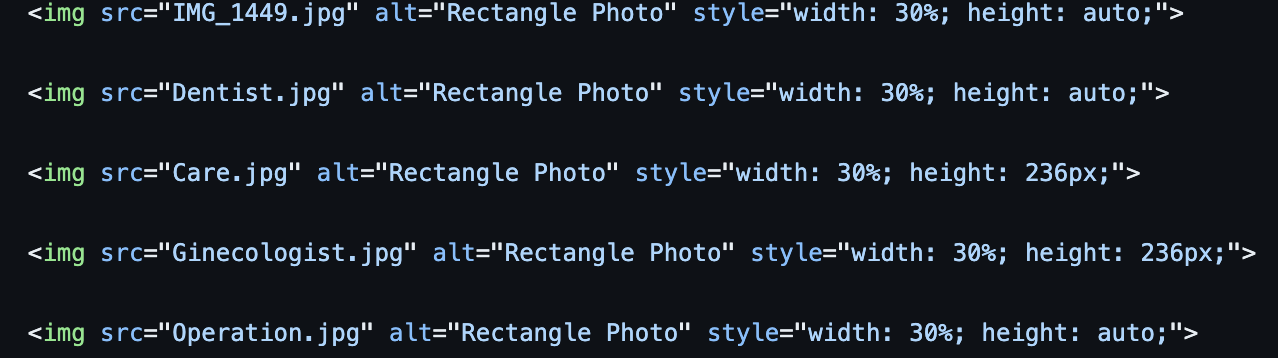 <img src="IMG_1449.jpg" alt="Rectangle Photo" style="width: 30%; height: auto;">
<img src="Dentist.jpg" alt="Rectangle Photo" style="width: 30%; height: auto;">
<img src="Care.jpg" alt="Rectangle Photo" style="width: 30%; height: 236px;">
<img src="Ginecologist.jpg" alt="Rectangle Photo" style="width: 30%; height: 236px;">
<img src="Operation.jpg" alt="Rectangle Photo" style="width: 30%; height: auto;">